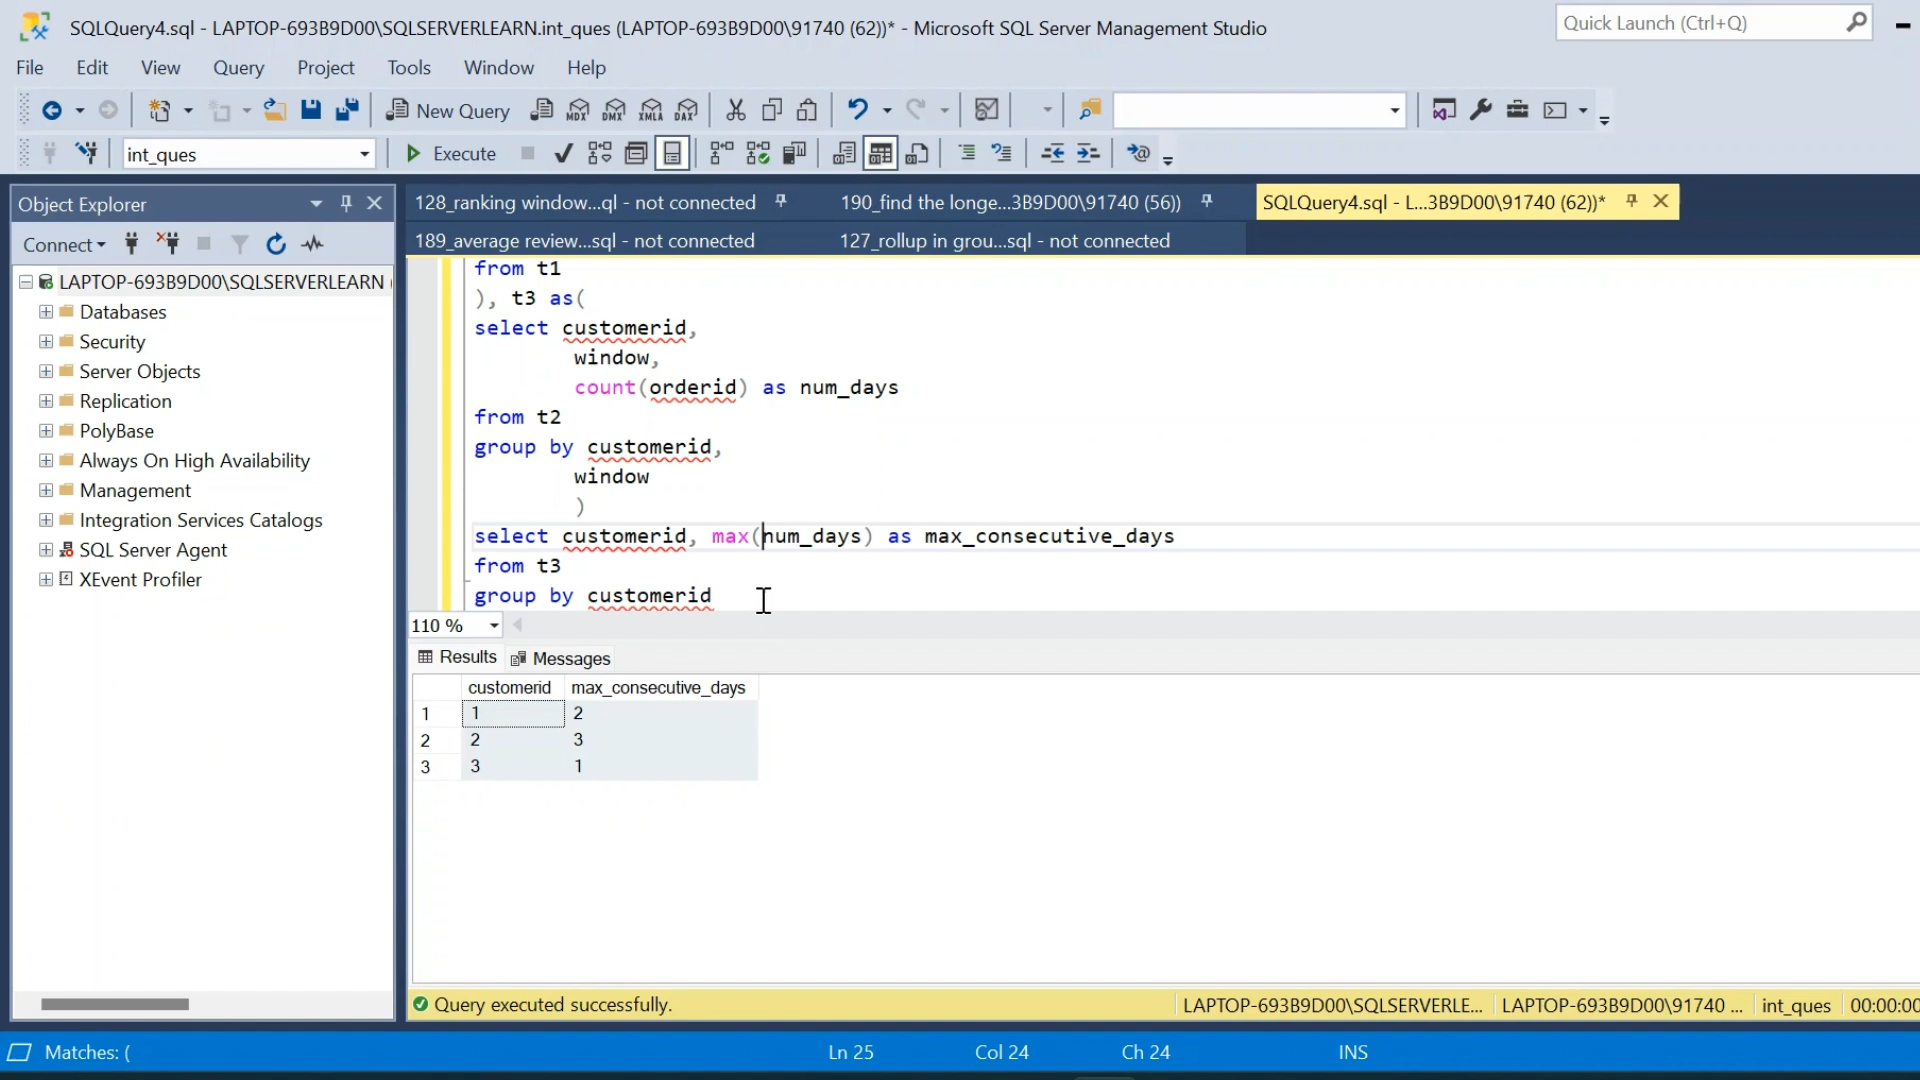 SQLQuery4.sql - LAPTOP-693B9D00\SQLSERVERLEARN.int_ques (LAPTOP-693B9D00\91740 (62))* - Microsoft SQL Server Management Studio
Quick Launch (Ctrl+Q)
File Edit View Query Project Tools Window Help
New Query MDX DMX XMLA DAX
int_ques
Execute
Object Explorer
128_ranking window...ql - not connected
190_find the longe...3B9D00\91740 (56))
SQLQuery4.sql - L...3B9D00\91740 (62))*
Connect
189_average review...sql - not connected
127_rollup in grou...sql - not connected
LAPTOP-693B9D00\SQLSERVERLEARN (
Databases
Security
Server Objects
Replication
PolyBase
Always On High Availability
Management
Integration Services Catalogs
SQL Server Agent
XEvent Profiler
from t1
), t3 as(
select customerid,
window,
count(orderid) as num_days
from t2
group by customerid,
window
)
select customerid, max(num_days) as max_consecutive_days
from t3
group by customerid
110 %
Results Messages
customerid max_consecutive_days
1 1 2
2 2 3
3 3 1
Query executed successfully.
LAPTOP-693B9D00\SQLSERVERLE...
LAPTOP-693B9D00\91740 ...
int_ques
00:00:00
Matches: (
Ln 25 Col 24 Ch 24 INS